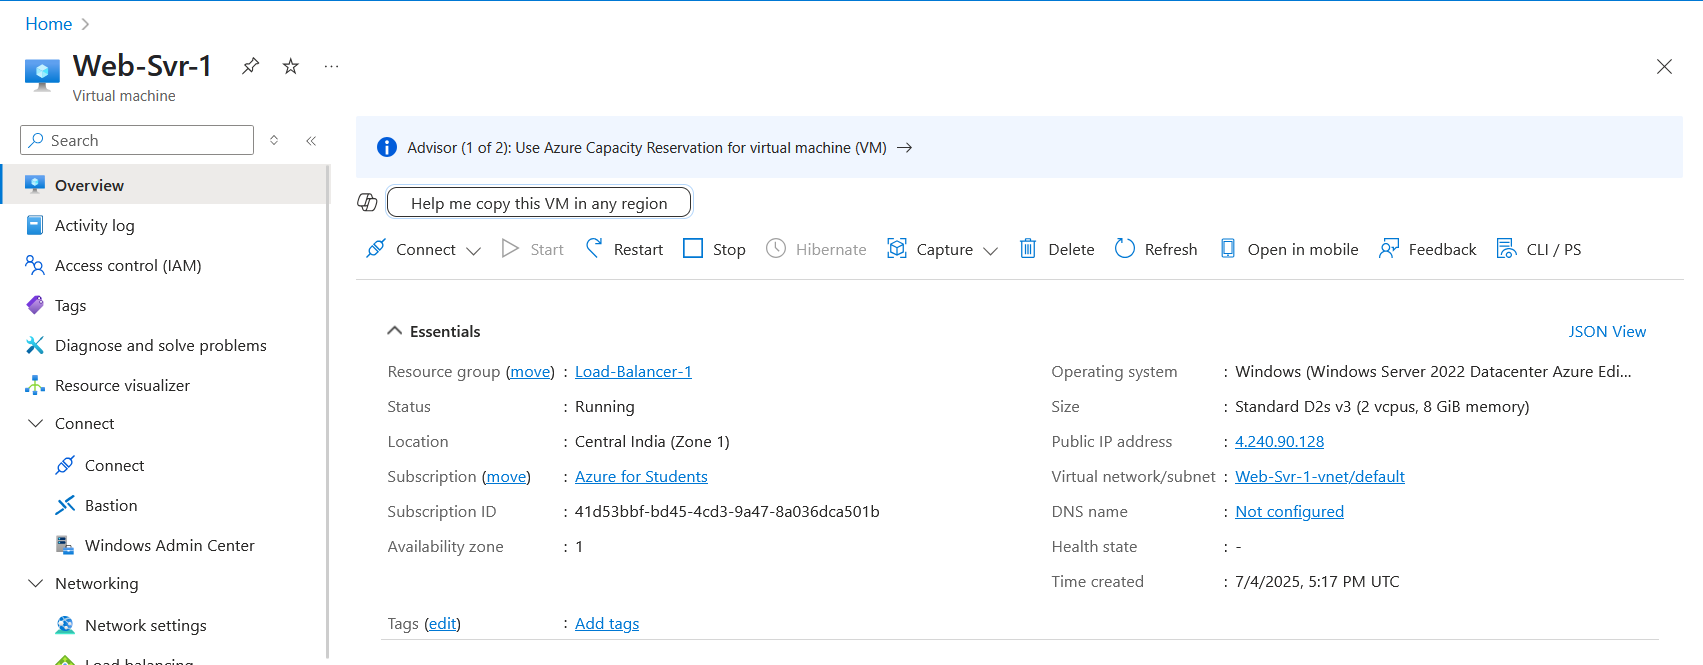 Home
Web-Svr-1
Virtual machine
Search
Overview
Activity log
Access control (IAM)
Tags
Diagnose and solve problems
Resource visualizer
Connect
Connect
Bastion
Windows Admin Center
Networking
Network settings
Load balancing
Advisor (1 of 2): Use Azure Capacity Reservation for virtual machine (VM) →
Help me copy this VM in any region
Connect Start Restart Stop Hibernate Capture Delete Refresh Open in mobile Feedback CLI / PS
Essentials
JSON View
Resource group (move) : Load-Balancer-1
Status : Running
Location : Central India (Zone 1)
Subscription (move) : Azure for Students
Subscription ID : 41d53bbf-bd45-4cd3-9a47-8a036dca501b
Availability zone : 1
Operating system : Windows (Windows Server 2022 Datacenter Azure Edi...
Size : Standard D2s v3 (2 vcpus, 8 GiB memory)
Public IP address : 4.240.90.128
Virtual network/subnet : Web-Svr-1-vnet/default
DNS name : Not configured
Health state : -
Time created : 7/4/2025, 5:17 PM UTC
Tags (edit) : Add tags